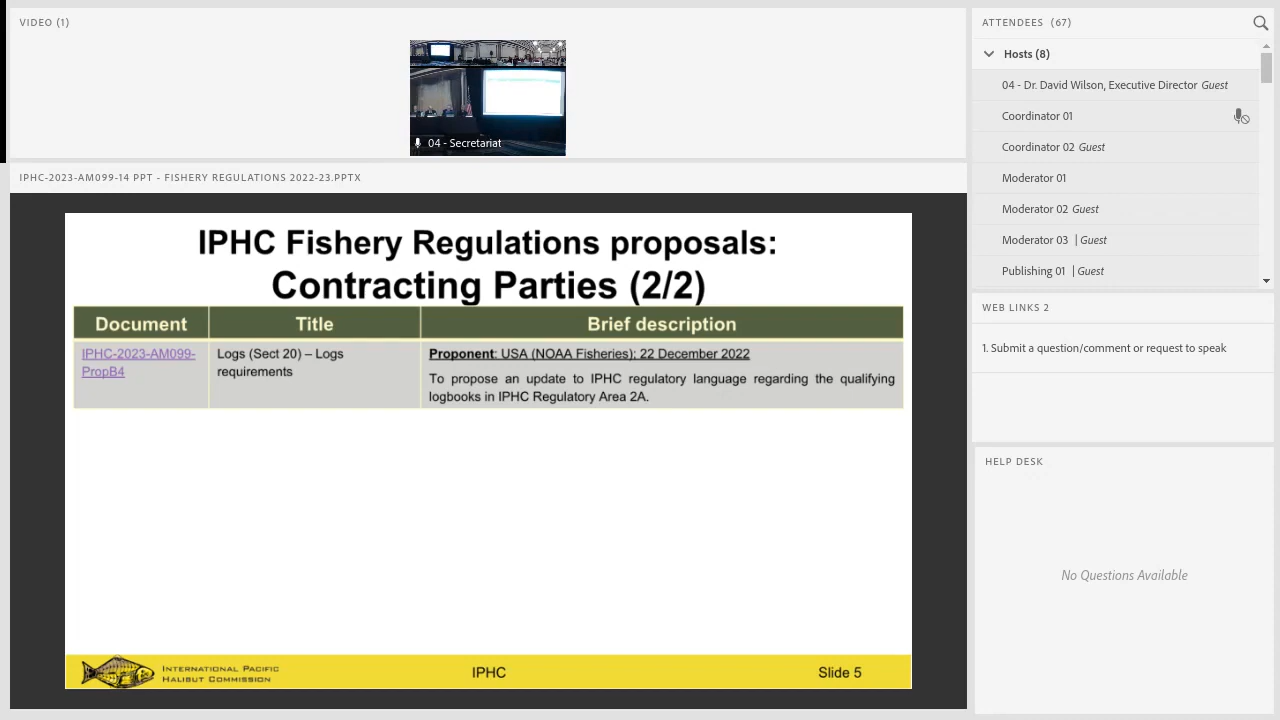 VIDEO (1)
04 - Secretariat
IPHC-2023-AM099-14 PPT - FISHERY REGULATIONS 2022-23.PPTX
IPHC Fishery Regulations proposals:
Contracting Parties (2/2)
Document
Title
Brief description
IPHC-2023-AM099-
PropB4
Logs (Sect 20) – Logs
requirements
Proponent: USA (NOAA Fisheries); 22 December 2022
To propose an update to IPHC regulatory language regarding the qualifying
logbooks in IPHC Regulatory Area 2A.
INTERNATIONAL PACIFIC
HALIBUT COMMISSION
IPHC
Slide 5
ATTENDEES (67)
Hosts (8)
04 - Dr. David Wilson, Executive Director Guest
Coordinator 01
Coordinator 02 Guest
Moderator 01
Moderator 02 Guest
Moderator 03 | Guest
Publishing 01 | Guest
WEB LINKS 2
1. Submit a question/comment or request to speak
HELP DESK
No Questions Available